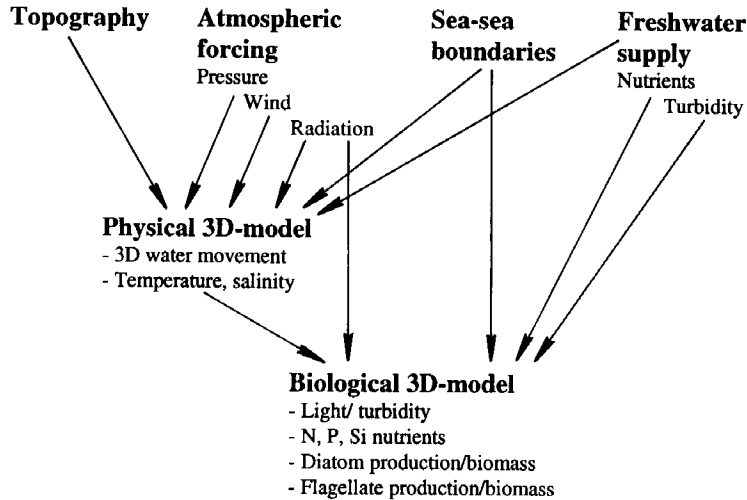 Topography
Atmospheric
forcing
Pressure
Wind
Radiation
Sea-sea
boundaries
Freshwater
supply
Nutrients
Turbidity
Physical 3D-model
- 3D water movement
- Temperature, salinity
Biological 3D-model
- Light/ turbidity
- N, P, Si nutrients
- Diatom production/biomass
- Flagellate production/biomass